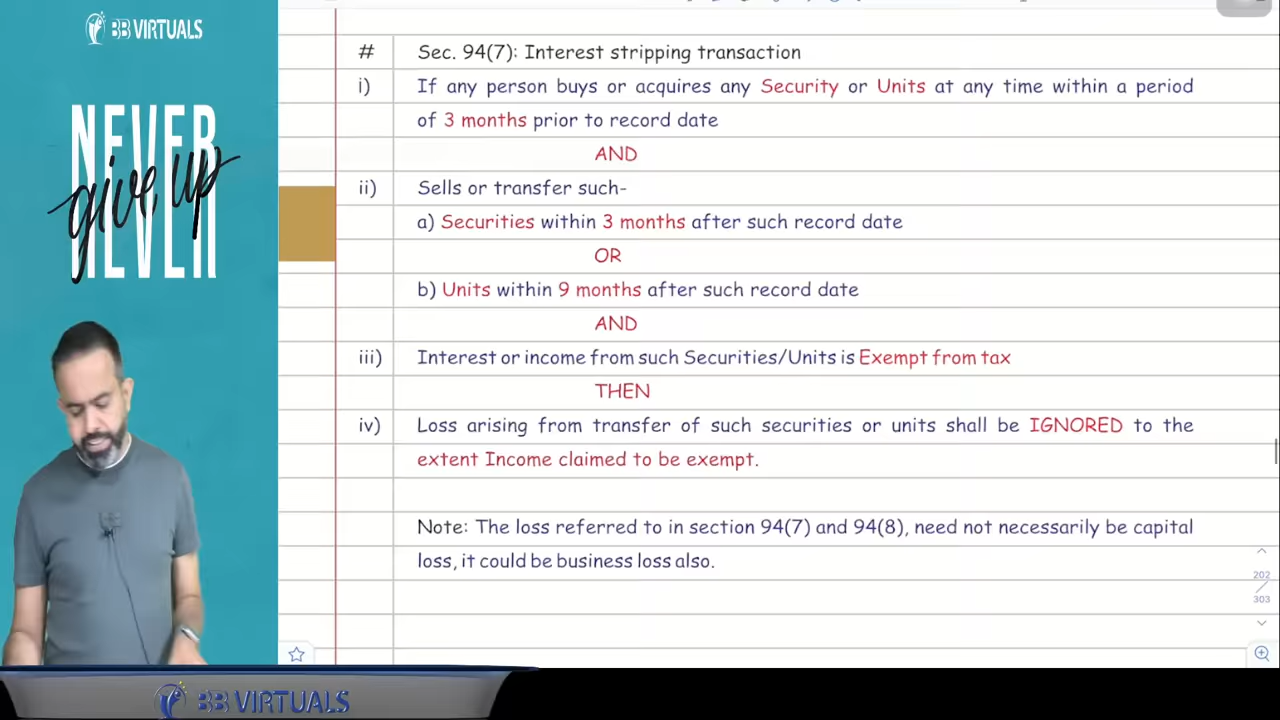 BB VIRTUALS
NEVER
give up
NEVER
# Sec. 94(7): Interest stripping transaction
i) If any person buys or acquires any Security or Units at any time within a period
of 3 months prior to record date
AND
ii) Sells or transfer such-
a) Securities within 3 months after such record date
OR
b) Units within 9 months after such record date
AND
iii) Interest or income from such Securities/Units is Exempt from tax
THEN
iv) Loss arising from transfer of such securities or units shall be IGNORED to the
extent Income claimed to be exempt.
Note: The loss referred to in section 94(7) and 94(8), need not necessarily be capital
loss, it could be business loss also.
202
303
BB VIRTUALS